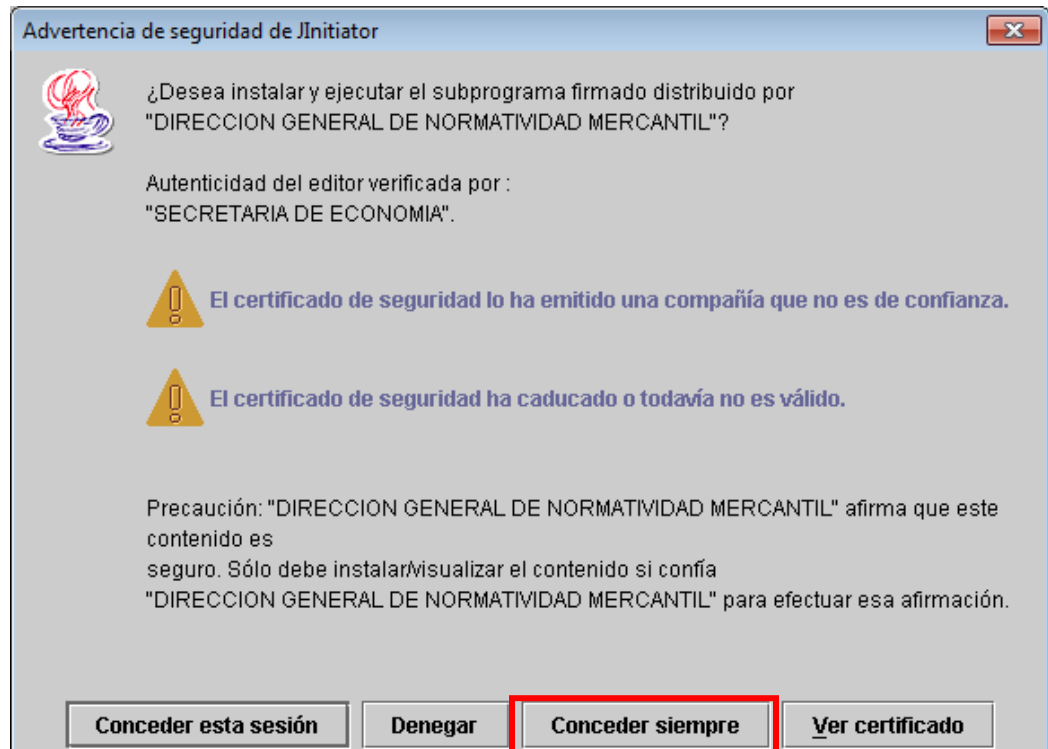 Advertencia de seguridad de JInitiator
¿Desea instalar y ejecutar el subprograma firmado distribuido por
"DIRECCION GENERAL DE NORMATIVIDAD MERCANTIL"?
Autenticidad del editor verificada por :
"SECRETARIA DE ECONOMIA".
El certificado de seguridad lo ha emitido una compañía que no es de confianza.
El certificado de seguridad ha caducado o todavía no es válido.
Precaución: "DIRECCION GENERAL DE NORMATIVIDAD MERCANTIL" afirma que este
contenido es
seguro. Sólo debe instalar/visualizar el contenido si confía
"DIRECCION GENERAL DE NORMATIVIDAD MERCANTIL" para efectuar esa afirmación.
Conceder esta sesión Denegar Conceder siempre Ver certificado